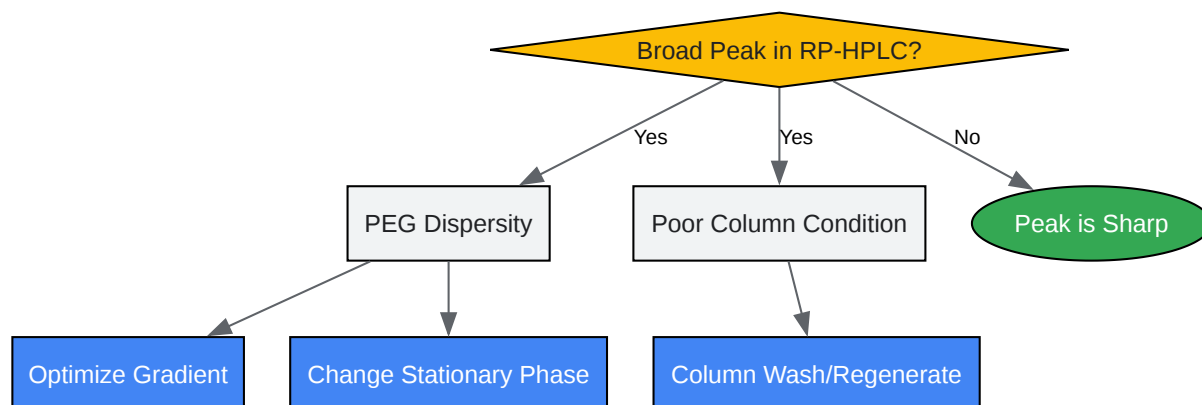 Broad Peak in RP-HPLC?
Yes
Yes
No
PEG Dispersity
Poor Column Condition
Peak is Sharp
Optimize Gradient
Change Stationary Phase
Column Wash/Regenerate